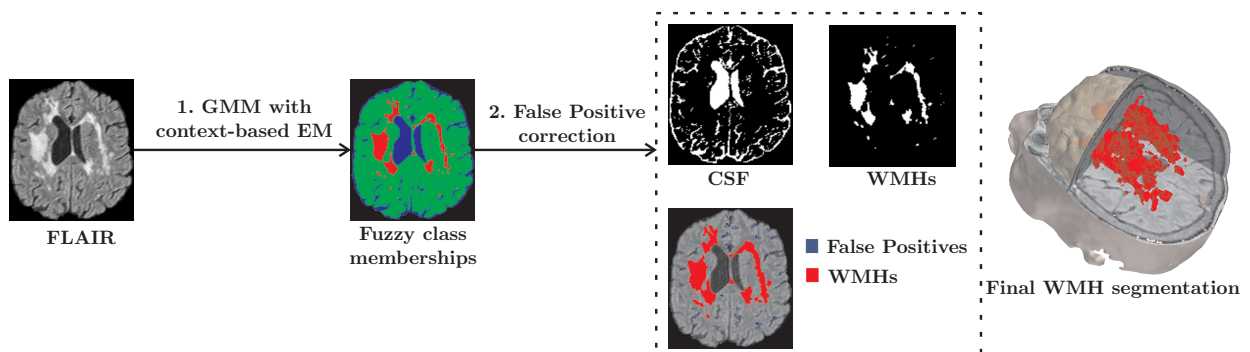 FLAIR
1. GMM with
context-based EM
Fuzzy class
memberships
2. False Positive
correction
CSF
WMHs
False Positives
WMHs
Final WMH segmentation